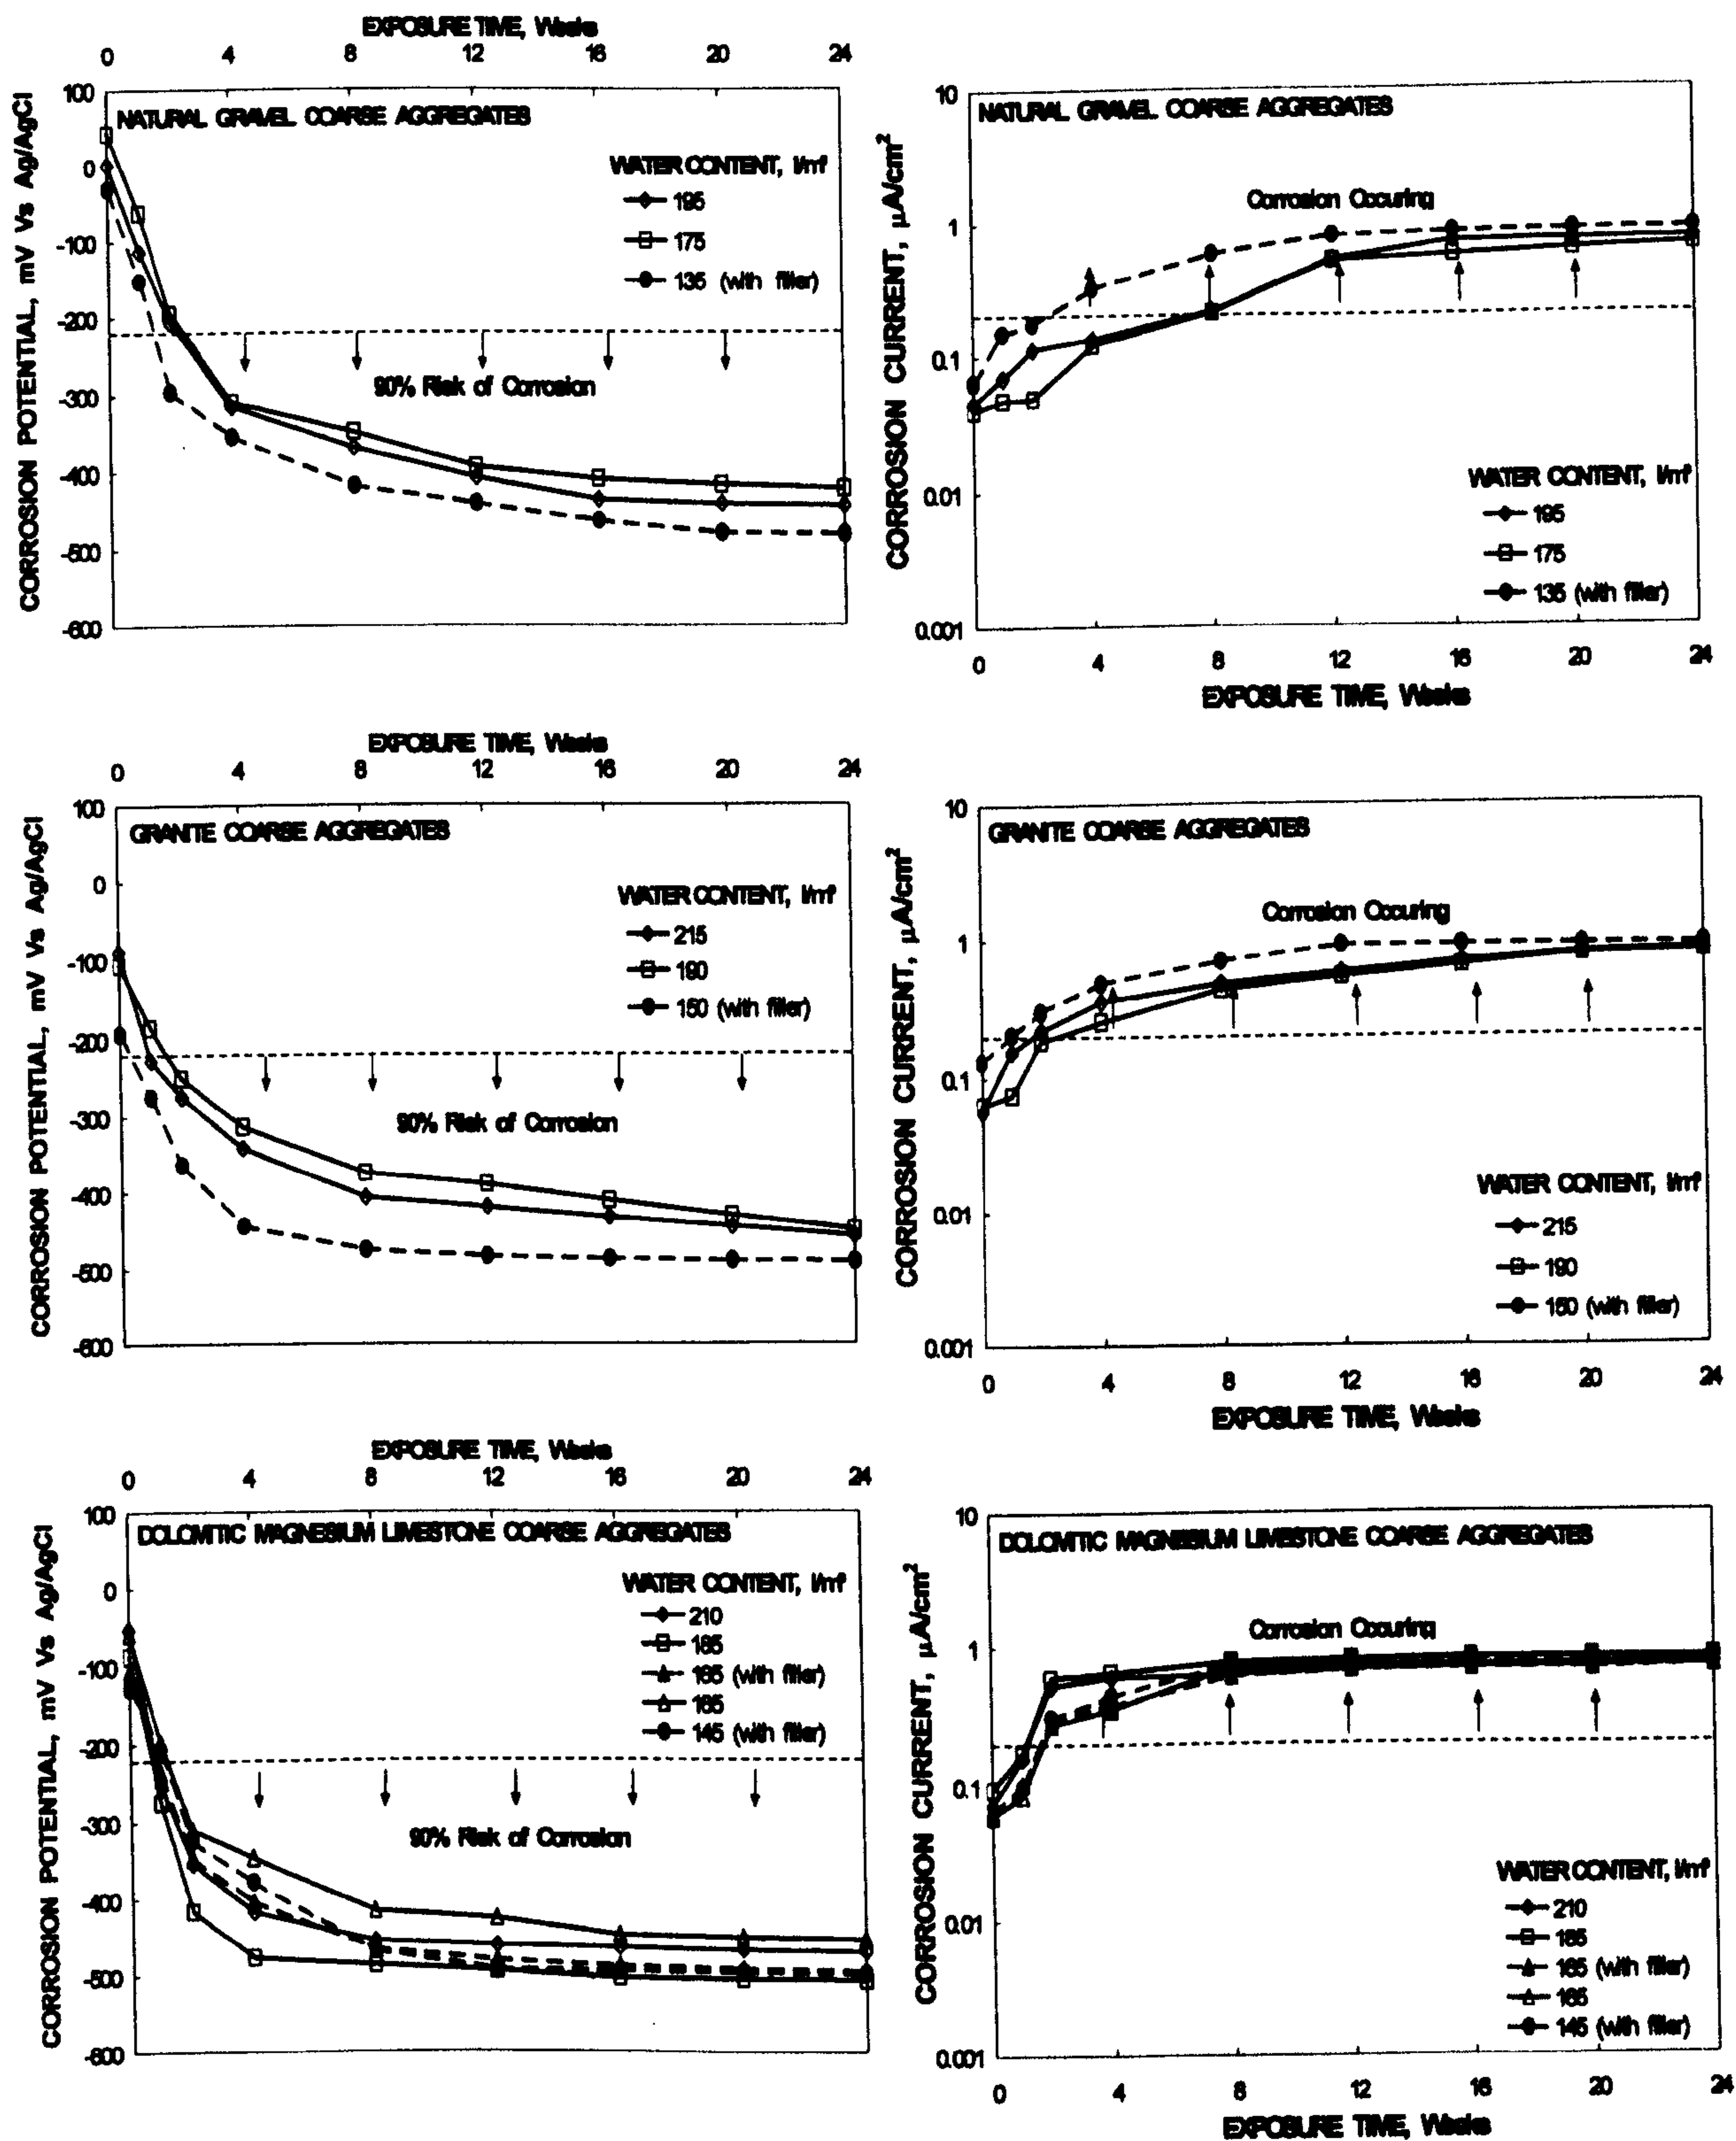 EXPOSURE TIME, Weeks
0 4 8 12 16 20 24
100
0
-100
-200
-300
-400
-500
-600
CORROSION POTENTIAL, mV Vs Ag/AgCl
NATURAL GRAVEL COARSE AGGREGATES
WATER CONTENT, l/m³
195
175
135 (with filler)
90% Risk of Corrosion
10
1
0.1
0.01
0.001
CORROSION CURRENT, µA/cm²
NATURAL GRAVEL COARSE AGGREGATES
Corrosion Occuring
WATER CONTENT, l/m³
195
175
135 (with filler)
0 4 8 12 16 20 24
EXPOSURE TIME, Weeks
EXPOSURE TIME, Weeks
0 4 8 12 16 20 24
100
0
-100
-200
-300
-400
-500
-600
CORROSION POTENTIAL, mV Vs Ag/AgCl
GRANITE COARSE AGGREGATES
WATER CONTENT, l/m³
215
190
150 (with filler)
90% Risk of Corrosion
10
1
0.1
0.01
0.001
CORROSION CURRENT, µA/cm²
GRANITE COARSE AGGREGATES
Corrosion Occuring
WATER CONTENT, l/m³
215
190
150 (with filler)
0 4 8 12 16 20 24
EXPOSURE TIME, Weeks
EXPOSURE TIME, Weeks
0 4 8 12 16 20 24
100
0
-100
-200
-300
-400
-500
-600
CORROSION POTENTIAL, mV Vs Ag/AgCl
DOLOMITIC MAGNESIUM LIMESTONE COARSE AGGREGATES
WATER CONTENT, l/m³
210
185
165 (with filler)
165
145 (with filler)
90% Risk of Corrosion
10
1
0.1
0.01
0.001
CORROSION CURRENT, µA/cm²
DOLOMITIC MAGNESIUM LIMESTONE COARSE AGGREGATES
Corrosion Occuring
WATER CONTENT, l/m³
210
185
165 (with filler)
165
145 (with filler)
0 4 8 12 16 20 24
EXPOSURE TIME, Weeks